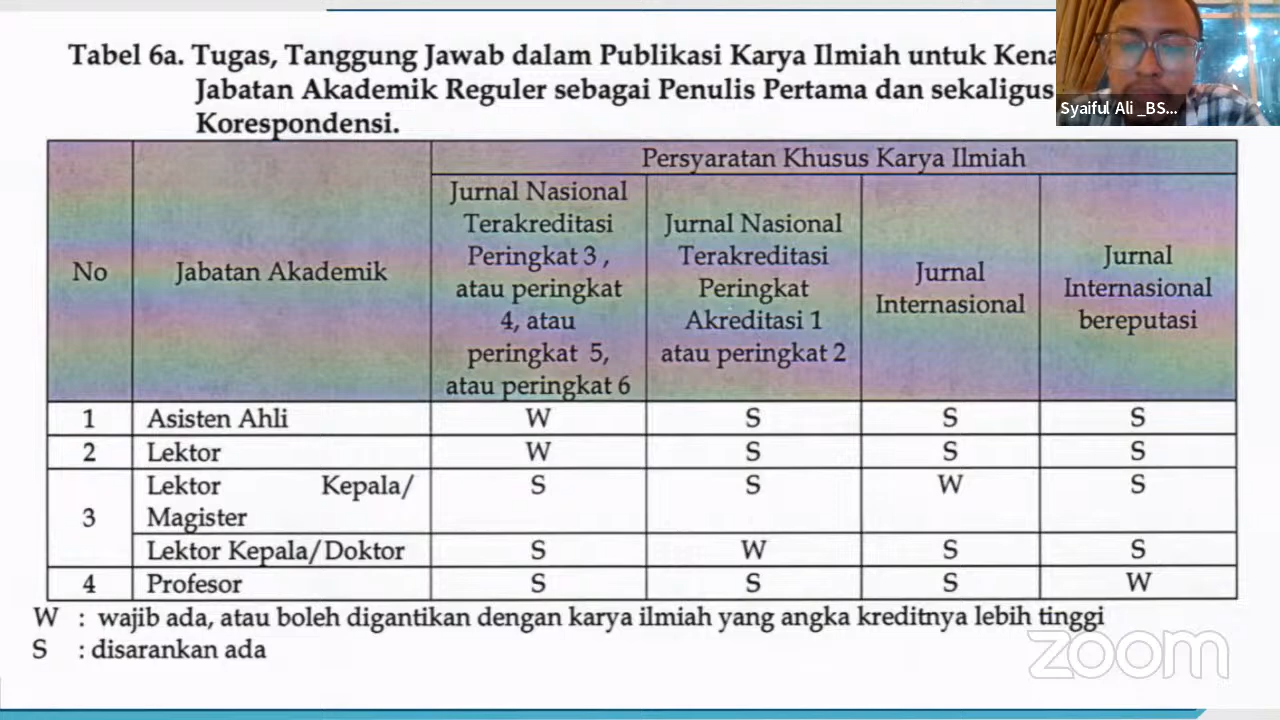 Tabel 6a. Tugas, Tanggung Jawab dalam Publikasi Karya Ilmiah untuk
Jabatan Akademik Reguler sebagai Penulis Pertama dan sekaligus
Korespondensi.
Syaiful Ali _BS...
Persyaratan Khusus Karya Ilmiah
No
Jabatan Akademik
Jurnal Nasional
Terakreditasi
Peringkat 3 ,
atau peringkat
4, atau
peringkat 5,
atau peringkat 6
Jurnal Nasional
Terakreditasi
Peringkat
Akreditasi 1
atau peringkat 2
Jurnal
Internasional
Jurnal
Internasional
bereputasi
1 Asisten Ahli W S S S
2 Lektor W S S S
3 Lektor Kepala/ S S W S
Magister
Lektor Kepala/Doktor S W S S
4 Profesor S S S W
W : wajib ada, atau boleh digantikan dengan karya ilmiah yang angka kreditnya lebih tinggi
S : disarankan ada
zoom